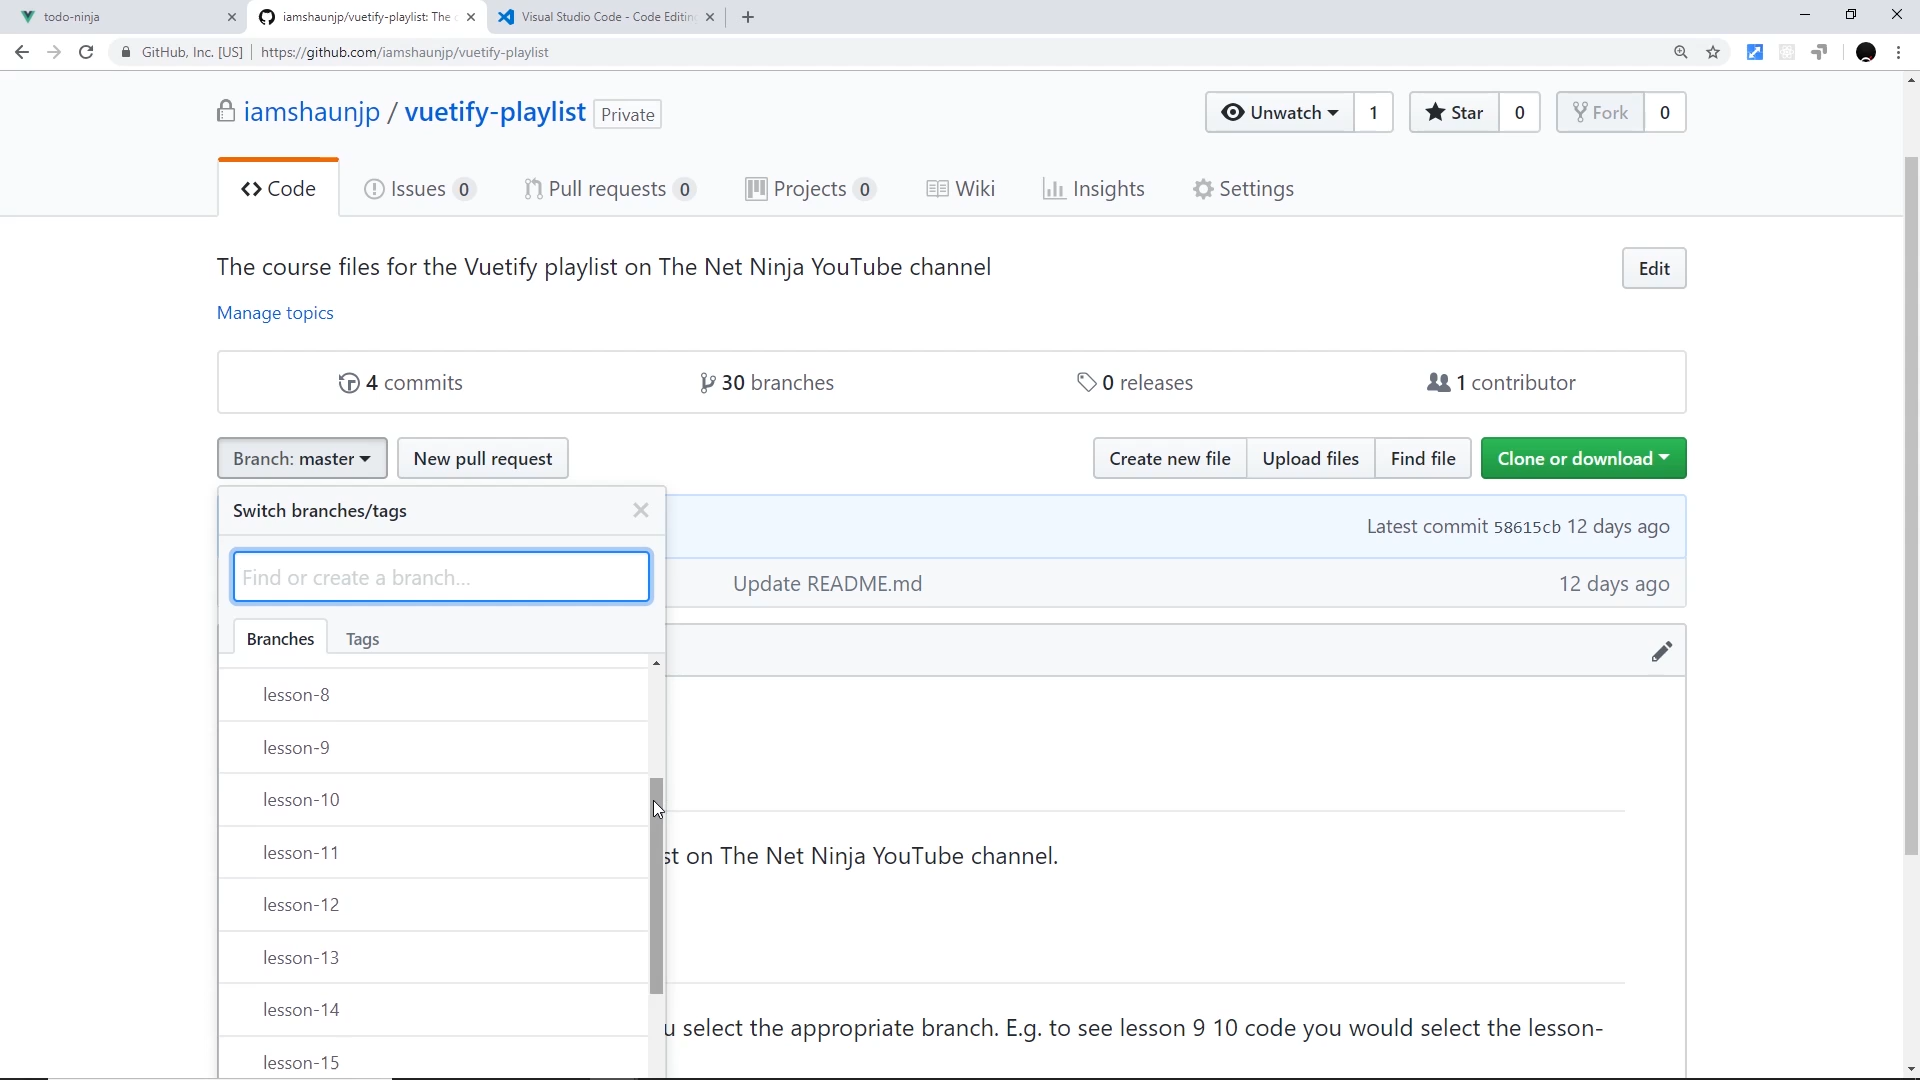 todo-ninja
iamshaunjp/vuetify-playlist: The
Visual Studio Code - Code Editin
GitHub, Inc. [US] https://github.com/iamshaunjp/vuetify-playlist
iamshaunjp / vuetify-playlist Private
Unwatch 1 Star 0 Fork 0
Code Issues 0 Pull requests 0 Projects 0 Wiki Insights Settings
The course files for the Vuetify playlist on The Net Ninja YouTube channel
Edit
Manage topics
4 commits 30 branches 0 releases 1 contributor
Branch: master New pull request Create new file Upload files Find file Clone or download
Switch branches/tags
Latest commit 58615cb 12 days ago
Find or create a branch...
Update README.md 12 days ago
Branches Tags
lesson-8
lesson-9
lesson-10
lesson-11
st on The Net Ninja YouTube channel.
lesson-12
lesson-13
lesson-14
u select the appropriate branch. E.g. to see lesson 9 10 code you would select the lesson-
lesson-15